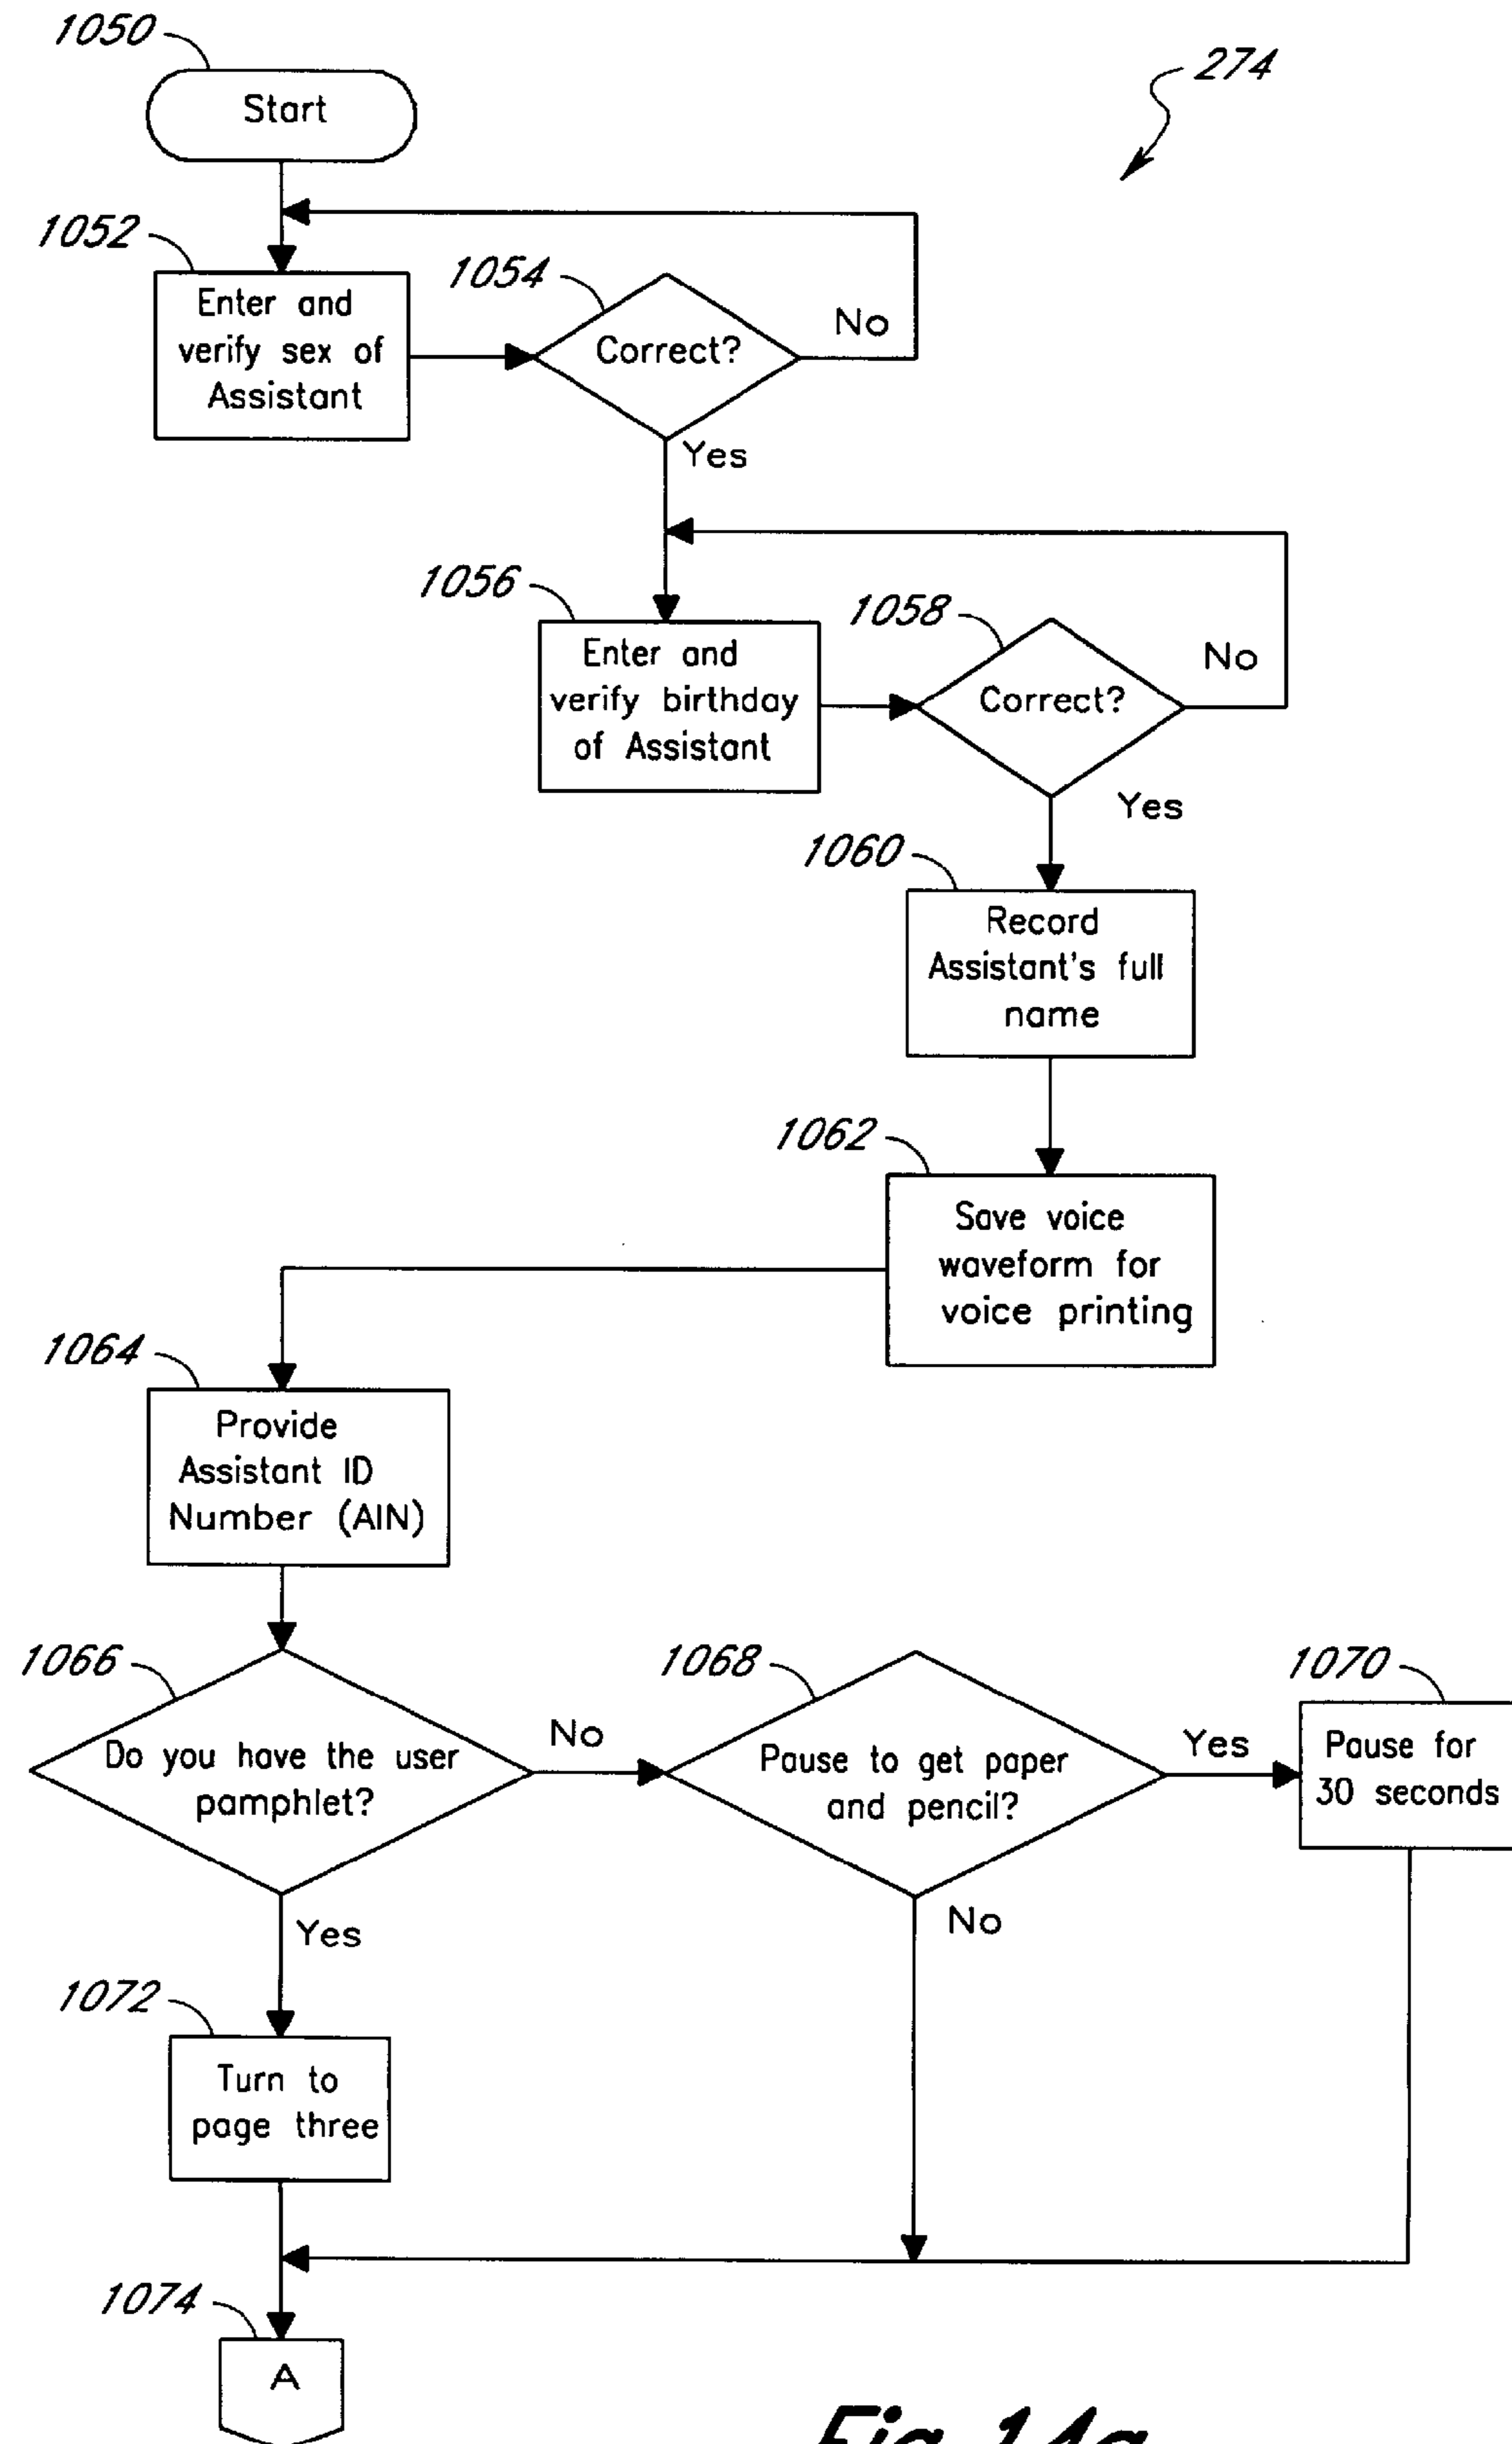 1050
Start
274
1052
Enter and
verify sex of
Assistant
1054
Correct?
No
Yes
1056
Enter and
verify birthday
of Assistant
1058
Correct?
No
Yes
1060
Record
Assistant's full
name
1062
Save voice
waveform for
voice printing
1064
Provide
Assistant ID
Number (AIN)
1066
Do you have the user
pamphlet?
No
1068
Pause to get paper
and pencil?
Yes
1070
Pause for
30 seconds
Yes
No
1072
Turn to
page three
1074
A
Fig. 14a